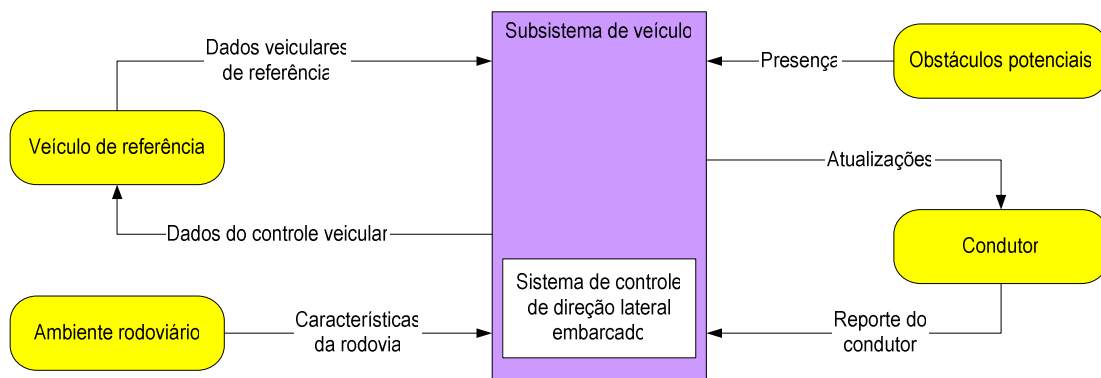 Dados veiculares
de referência
Subsistema de veículo
Presença
Obstáculos potenciais
Veículo de referência
Atualizações
Dados do controle veicular
Condutor
Sistema de controle
de direção lateral
embarcado
Ambiente rodoviário
Características
da rodovia
Reporte do
condutor